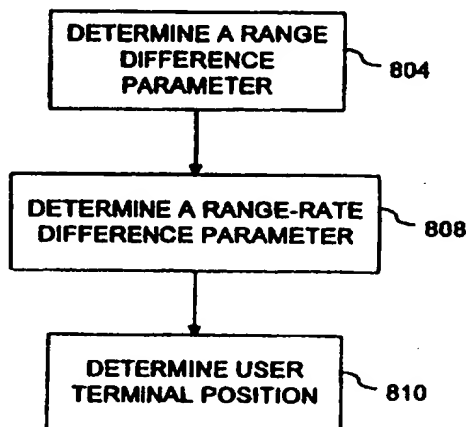 DETERMINE A RANGE
DIFFERENCE
PARAMETER
804
DETERMINE A RANGE-RATE
DIFFERENCE PARAMETER
808
DETERMINE USER
TERMINAL POSITION
810